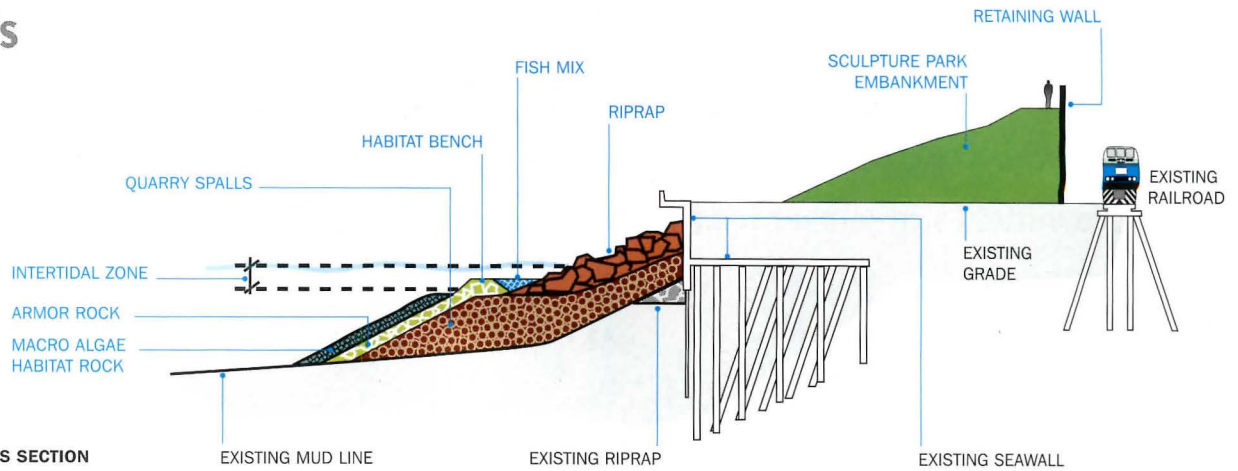 S
RETAINING WALL
SCULPTURE PARK
EMBANKMENT
FISH MIX
RIPRAP
HABITAT BENCH
QUARRY SPALLS
EXISTING
RAILROAD
INTERTIDAL ZONE
EXISTING
GRADE
ARMOR ROCK
MACRO ALGAE
HABITAT ROCK
S SECTION
EXISTING MUD LINE
EXISTING RIPRAP
EXISTING SEAWALL